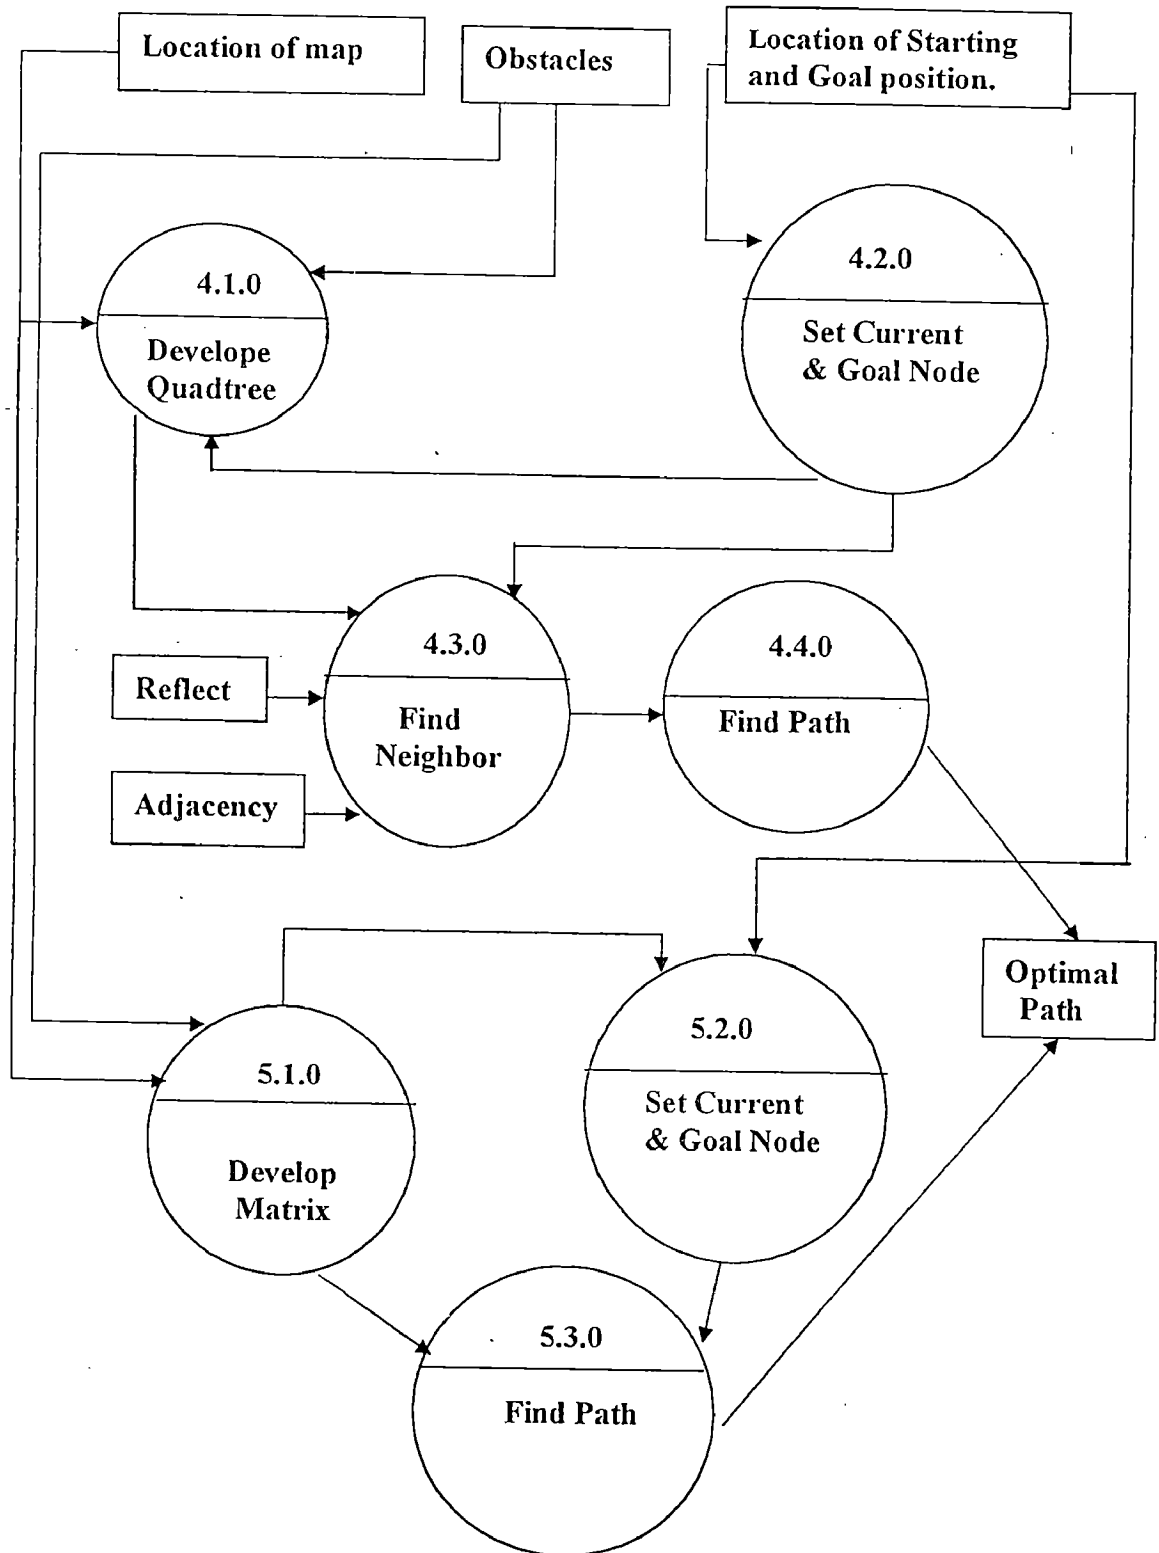 Location of map
Obstacles
Location of Starting
and Goal position.
4.1.0
Develope
Quadtree
4.2.0
Set Current
& Goal Node
4.3.0
Find
Neighbor
4.4.0
Find Path
Reflect
Adjacency
Optimal
Path
5.1.0
Develop
Matrix
5.2.0
Set Current
& Goal Node
5.3.0
Find Path